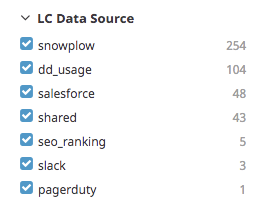 LC Data Source
snowplow 254
dd_usage 104
salesforce 48
shared 43
seo_ranking 5
slack 3
pagerduty 1